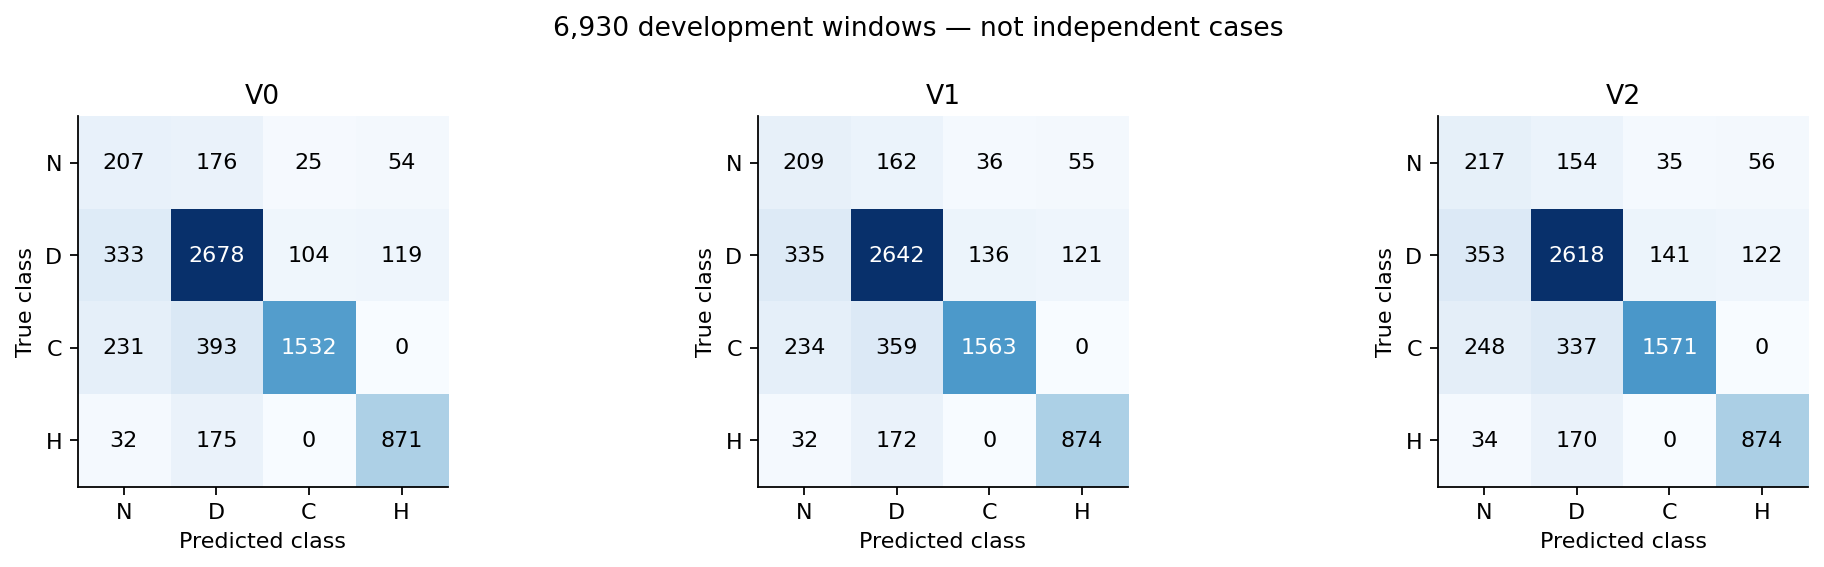 6,930 development windows — not independent cases
V0
N 207 176 25 54
D 333 2678 104 119
C 231 393 1532 0
H 32 175 0 871
N D C H
Predicted class
True class
V1
N 209 162 36 55
D 335 2642 136 121
C 234 359 1563 0
H 32 172 0 874
N D C H
Predicted class
True class
V2
N 217 154 35 56
D 353 2618 141 122
C 248 337 1571 0
H 34 170 0 874
N D C H
Predicted class
True class